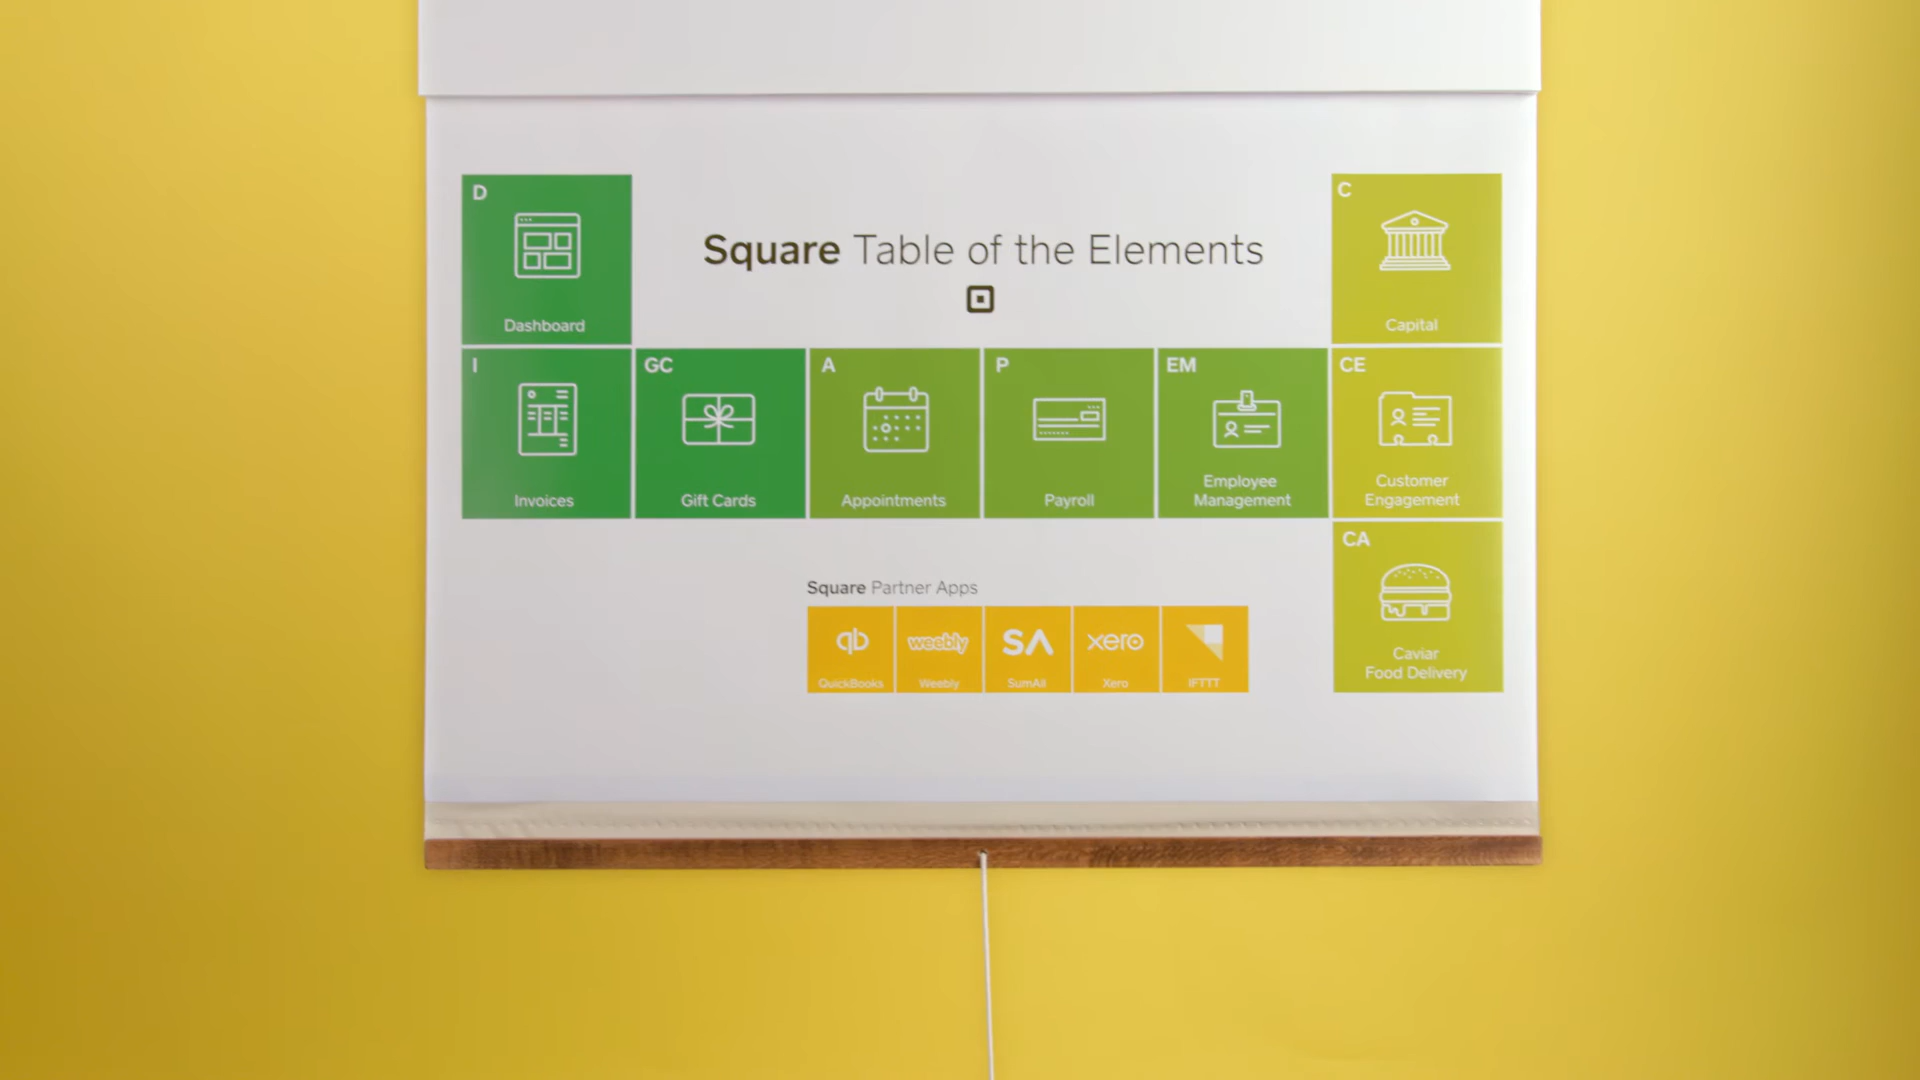 D
Dashboard
Square Table of the Elements
C
Capital
I
Invoices
GC
Gift Cards
A
Appointments
P
Payroll
EM
Employee
Management
CE
Customer
Engagement
CA
Caviar
Food Delivery
Square Partner Apps
qb
QuickBooks
weebly
Weebly
SA
SumAll
xero
Xero
IFTTT